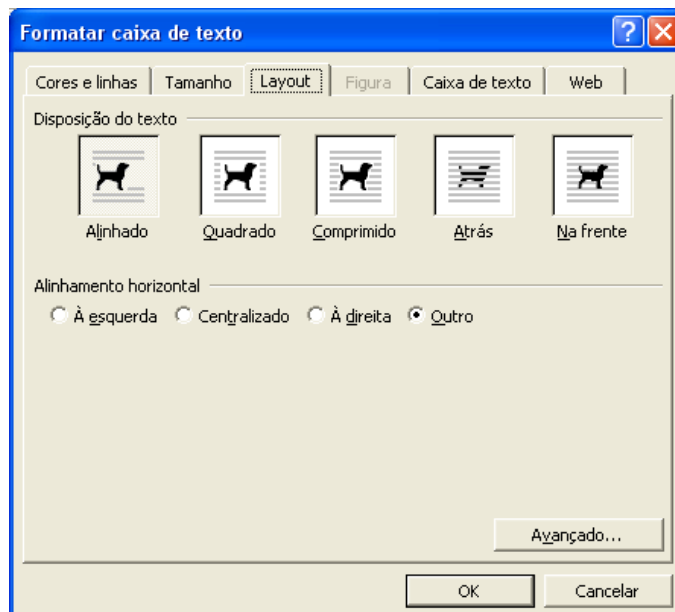 Formatar caixa de texto
Cores e linhas Tamanho Layout Figura Caixa de texto Web
Disposição do texto
Alinhado Quadrado Comprimido Atrás Na frente
Alinhamento horizontal
À esquerda Centralizado À direita Outro
Avançado...
OK Cancelar